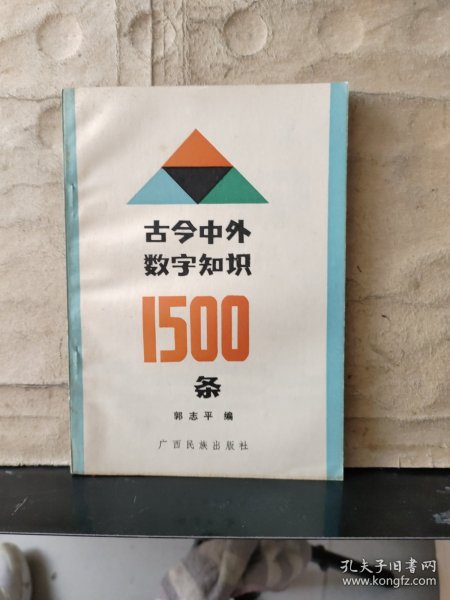 古今中外
数字知识
1500
条
郭志平 编
广西民族出版社
孔夫子旧书网
www.kongfz.com